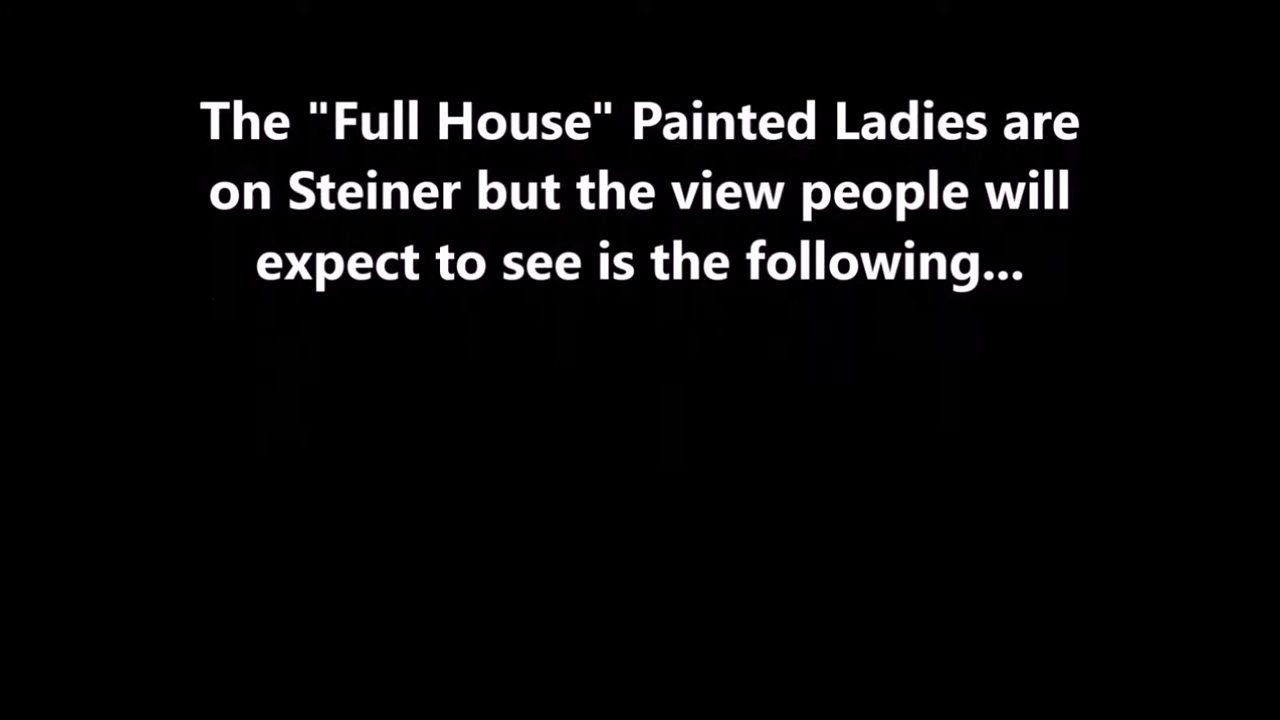 The "Full House" Painted Ladies are
on Steiner but the view people will
expect to see is the following...